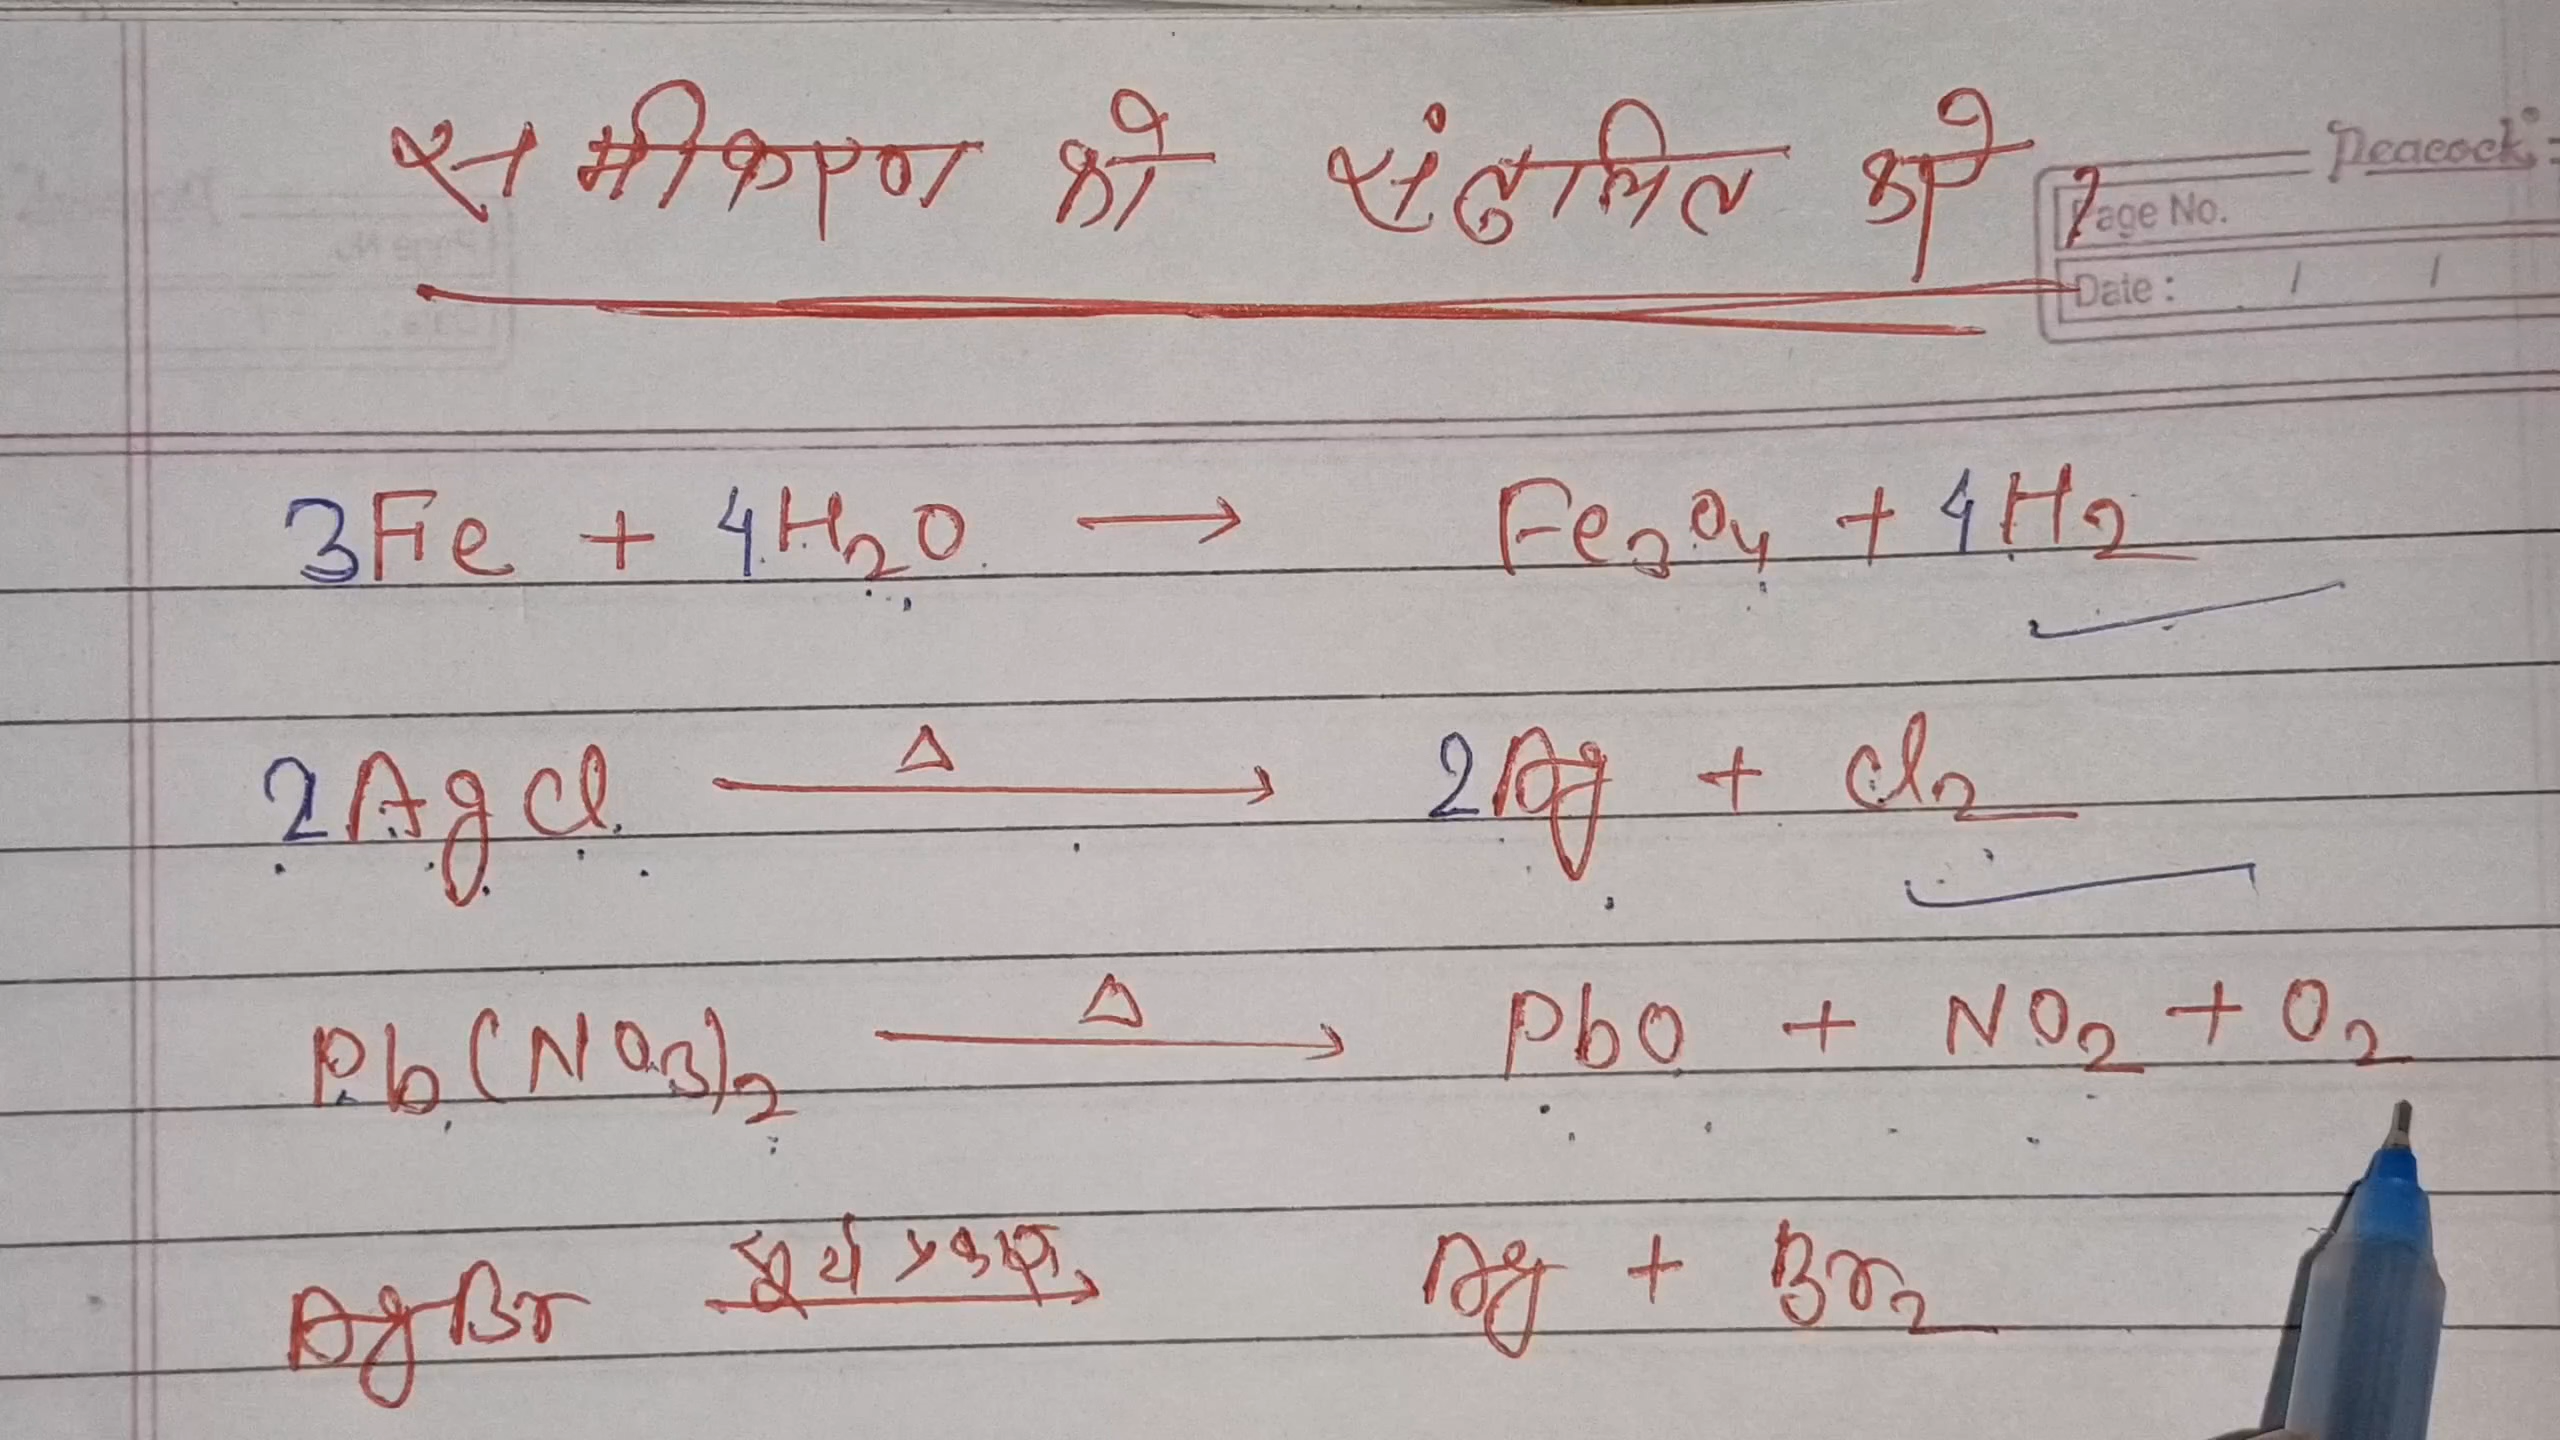 समीकरण को संतुलित करे ?
Peacock
Page No.
Date : / /
3Fe + 4H₂O → Fe₃O₄ + 4H₂
2AgCl Δ→ 2Ag + Cl₂
Pb(NO₃)₂ Δ→ PbO + NO₂ + O₂
AgBr सूर्य प्रकाश→ Ag + Br₂